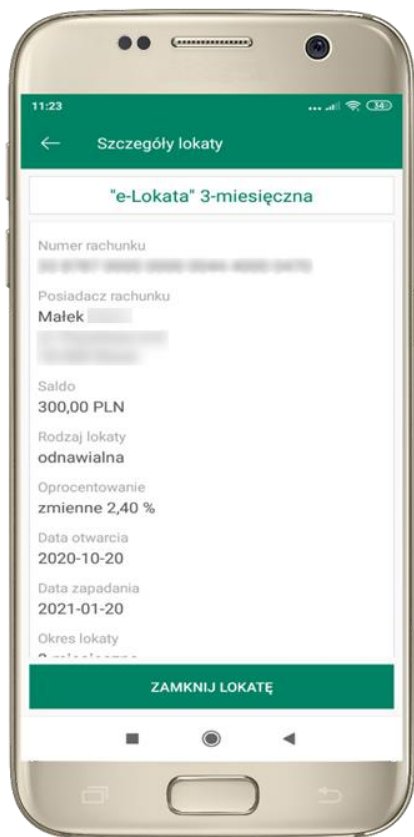 11:23
34
Szczegóły lokaty
"e-Lokata" 3-miesięczna
Numer rachunku
Posiadacz rachunku
Małek
Saldo
300,00 PLN
Rodzaj lokaty
odnawialna
Oprocentowanie
zmienne 2,40 %
Data otwarcia
2020-10-20
Data zapadania
2021-01-20
Okres lokaty
ZAMKNIJ LOKATĘ